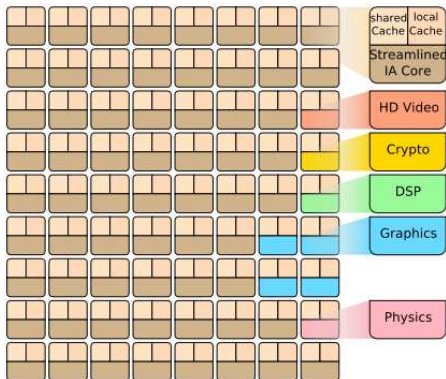 shared local
Cache Cache
Streamlined
IA Core
HD Video
Crypto
DSP
Graphics
Physics